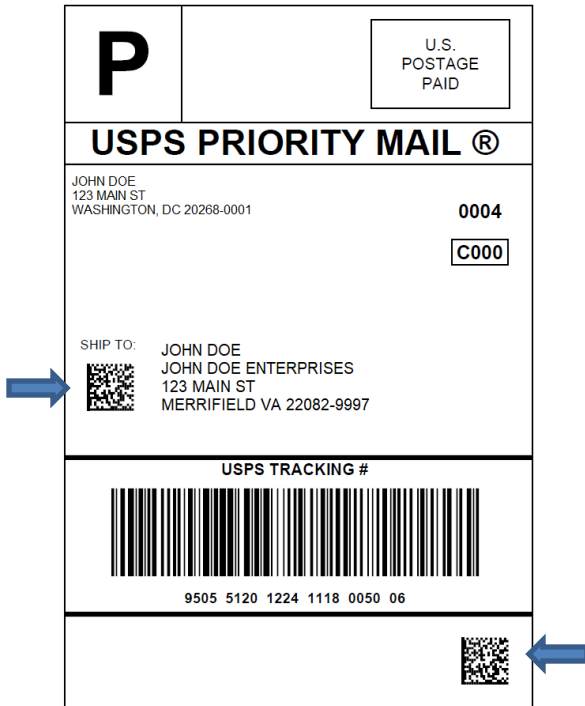 P
U.S.
POSTAGE
PAID
USPS PRIORITY MAIL ®
JOHN DOE
123 MAIN ST
WASHINGTON, DC 20268-0001
0004
C000
SHIP TO:
JOHN DOE
JOHN DOE ENTERPRISES
123 MAIN ST
MERRIFIELD VA 22082-9997
USPS TRACKING #
9505 5120 1224 1118 0050 06